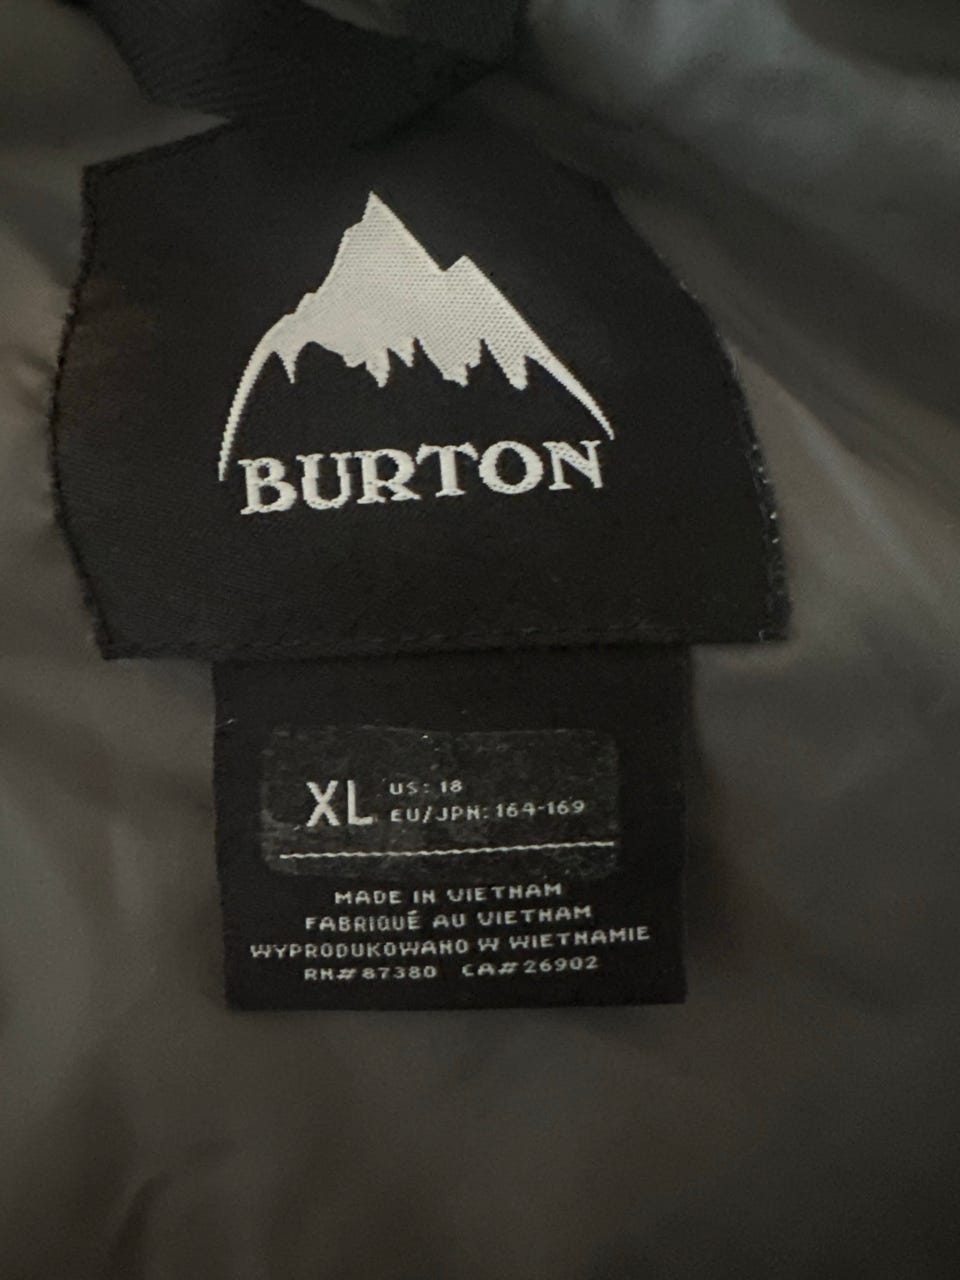 BURTON
XL US: 18
EU/JPN: 164-169
MADE IN VIETNAM
FABRIQUÉ AU VIETNAM
WYPRODUKOWANO W WIETNAMIE
RN# 87380 CA# 26902